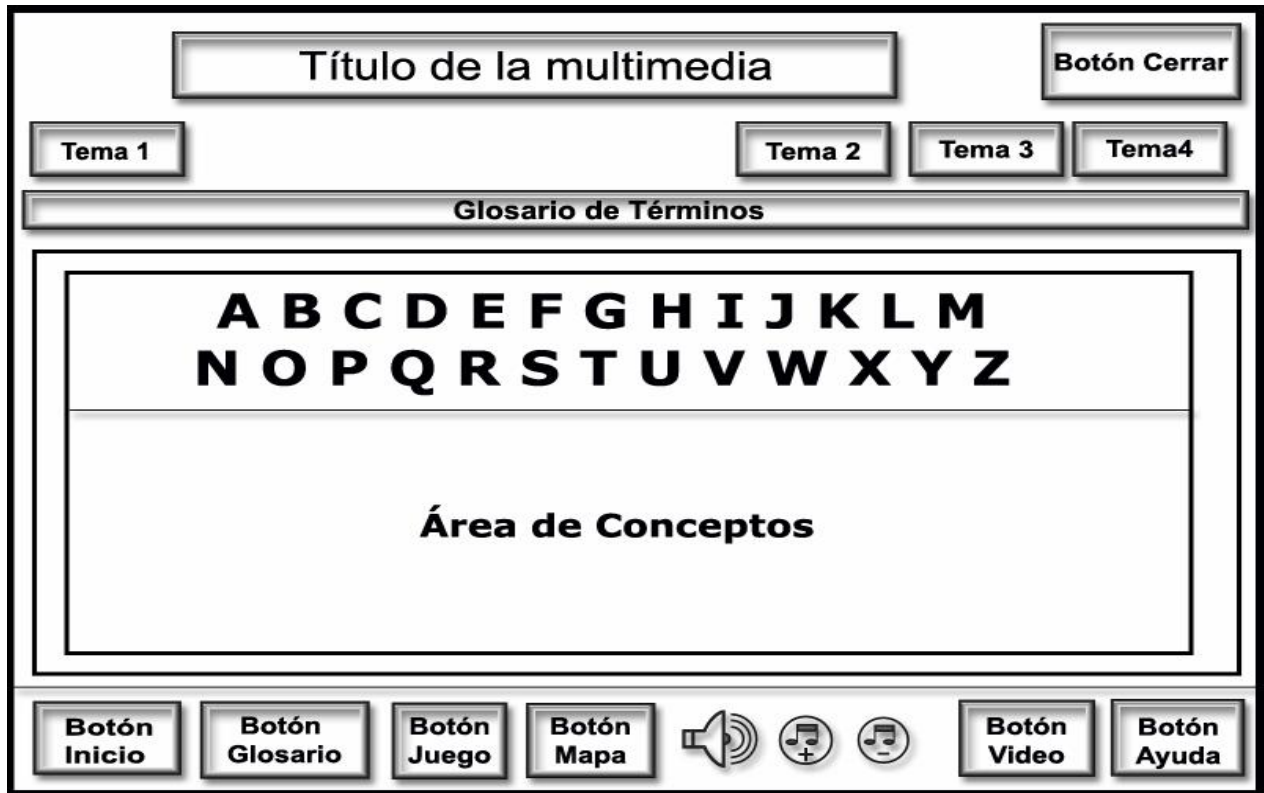 Título de la multimedia
Botón Cerrar
Tema 1
Tema 2
Tema 3
Tema4
Glosario de Términos
A B C D E F G H I J K L M
N O P Q R S T U V W X Y Z
Área de Conceptos
Botón
Inicio
Botón
Glosario
Botón
Juego
Botón
Mapa
Botón
Video
Botón
Ayuda